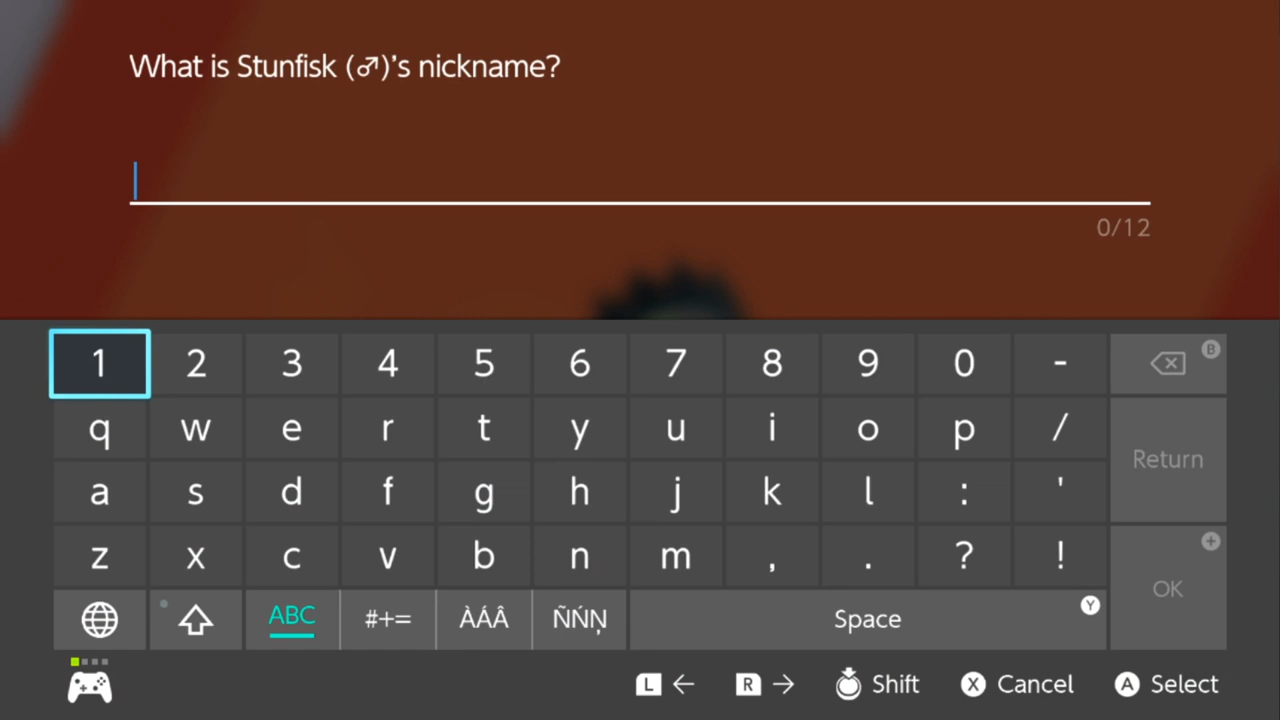 What is Stunfisk (♂)'s nickname?
0/12
1 2 3 4 5 6 7 8 9 0 - B
q w e r t y u i o p /
Return
a s d f g h j k l : '
z x c v b n m , . ? ! +
OK
ABC #+= ÀÁÂ ÑŃŅ Space Y
L ← R → Shift X Cancel A Select